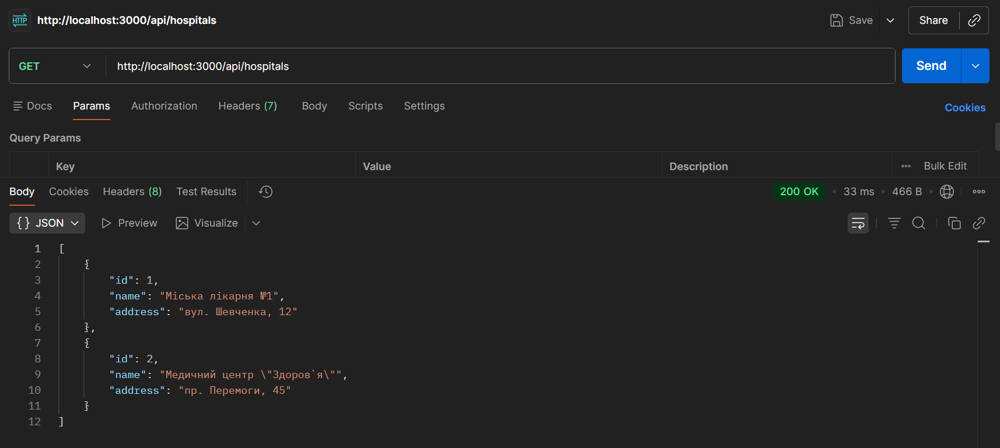 HTTP http://localhost:3000/api/hospitals Save Share
GET http://localhost:3000/api/hospitals Send
Docs Params Authorization Headers (7) Body Scripts Settings Cookies
Query Params
Key Value Description Bulk Edit
Body Cookies Headers (8) Test Results 200 OK • 33 ms • 466 B •
{} JSON Preview Visualize
1 [
2 {
3 "id": 1,
4 "name": "Міська лікарня №1",
5 "address": "вул. Шевченка, 12"
6 },
7 {
8 "id": 2,
9 "name": "Медичний центр \"Здоров`я\"",
10 "address": "пр. Перемоги, 45"
11 }
12 ]